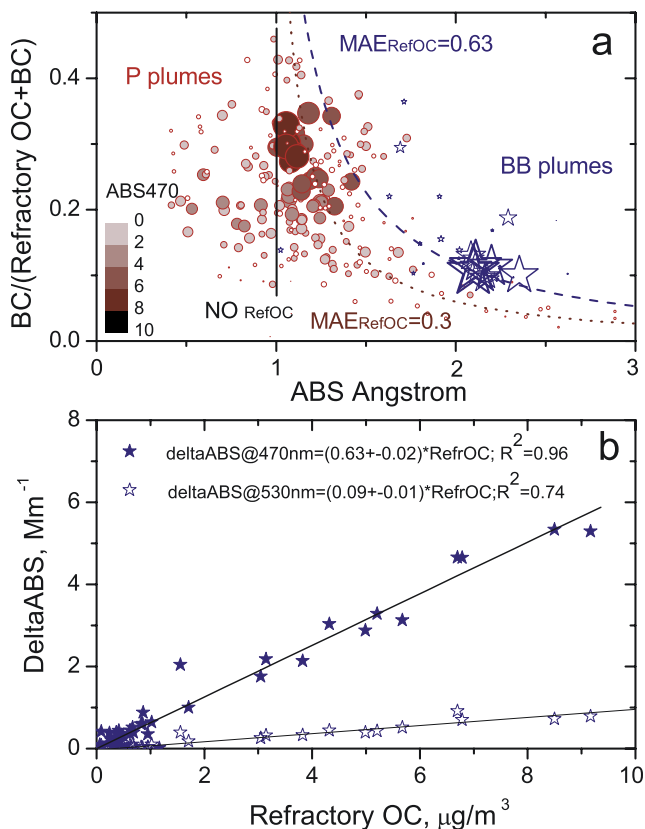 a
MAERefOC=0.63
P plumes
BB plumes
ABS470
0
2
4
6
8
10
NO RefOC
MAERefOC=0.3
BC/(Refractory OC+BC)
0.4
0.2
0.0
0 1 2 3
ABS Angstrom
b
deltaABS@470nm=(0.63+-0.02)*RefrOC; R²=0.96
deltaABS@530nm=(0.09+-0.01)*RefrOC;R²=0.74
DeltaABS, Mm⁻¹
8
6
4
2
0
0 2 4 6 8 10
Refractory OC, μg/m³